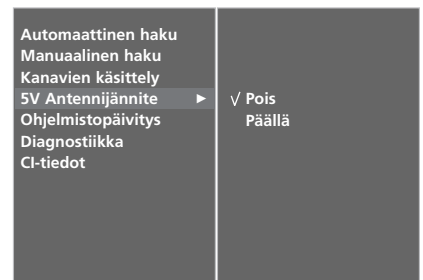 Automaattinen haku
Manuaalinen haku
Kanavien käsittely
5V Antennijännite ►
Ohjelmistopäivitys
Diagnostiikka
CI-tiedot
√ Pois
Päällä